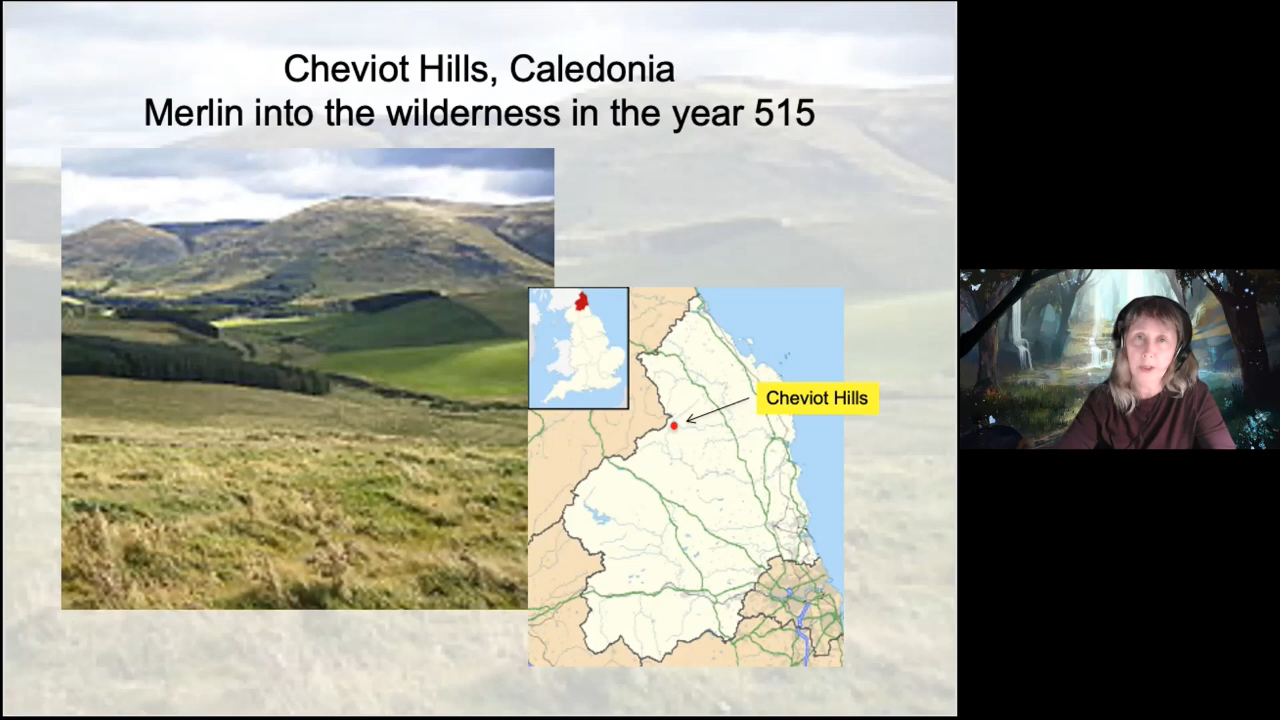 Cheviot Hills, Caledonia
Merlin into the wilderness in the year 515
Cheviot Hills